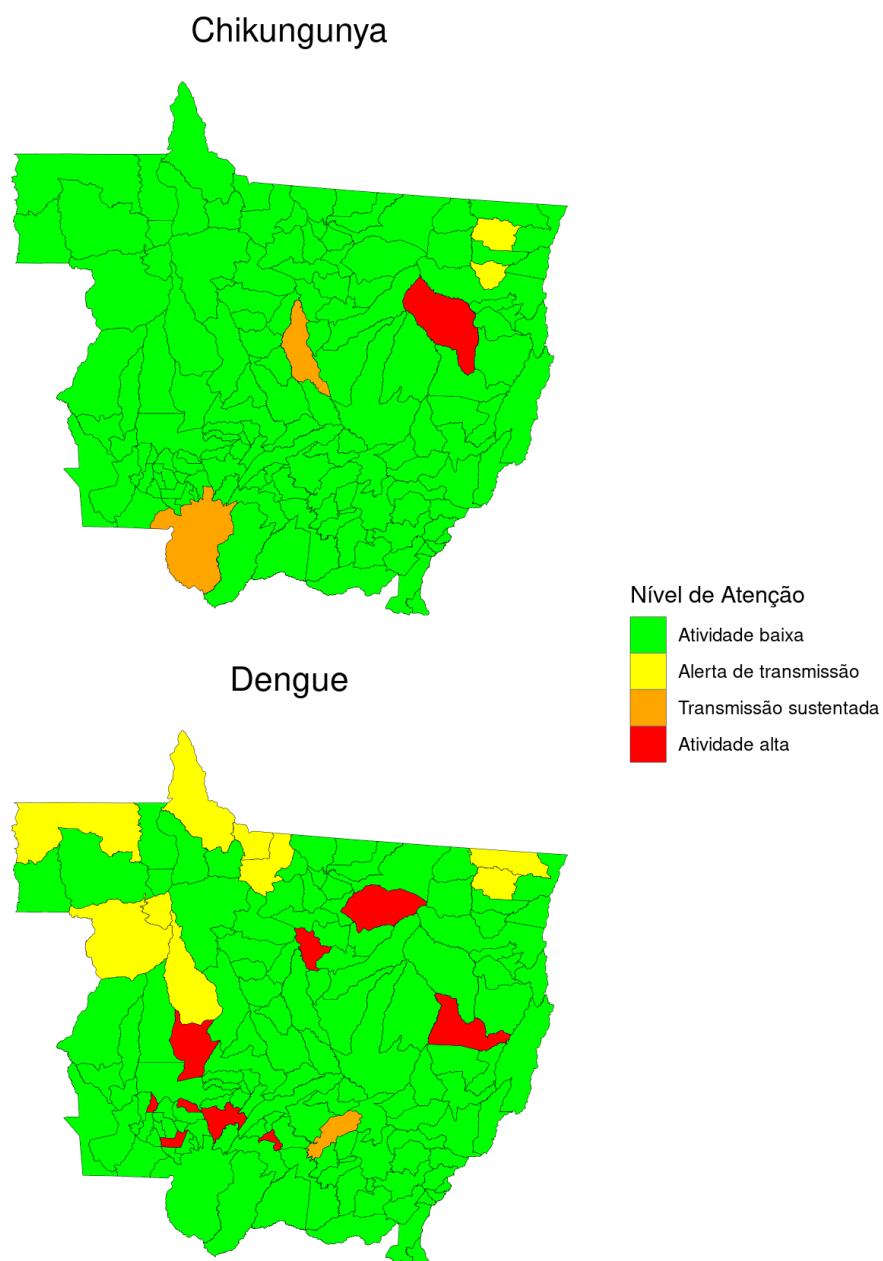 Chikungunya
Nível de Atenção
Atividade baixa
Alerta de transmissão
Transmissão sustentada
Atividade alta
Dengue